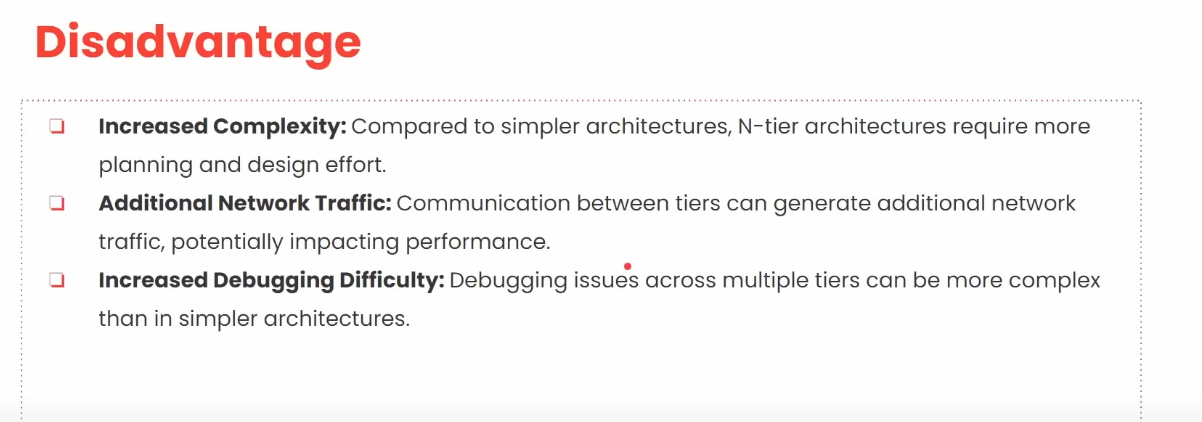 Disadvantage
Increased Complexity: Compared to simpler architectures, N-tier architectures require more
planning and design effort.
Additional Network Traffic: Communication between tiers can generate additional network
traffic, potentially impacting performance.
Increased Debugging Difficulty: Debugging issues across multiple tiers can be more complex
than in simpler architectures.